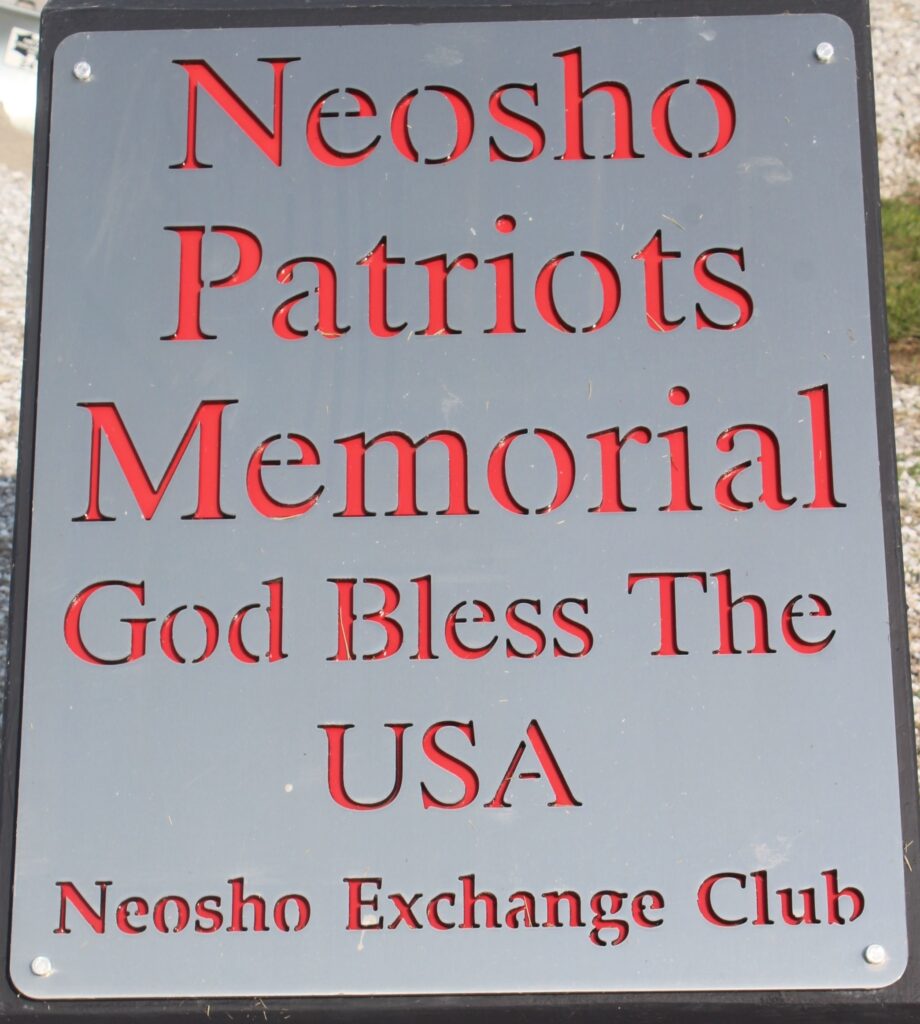 Neosho
Patriots
Memorial
God Bless The
USA
Neosho Exchange Club